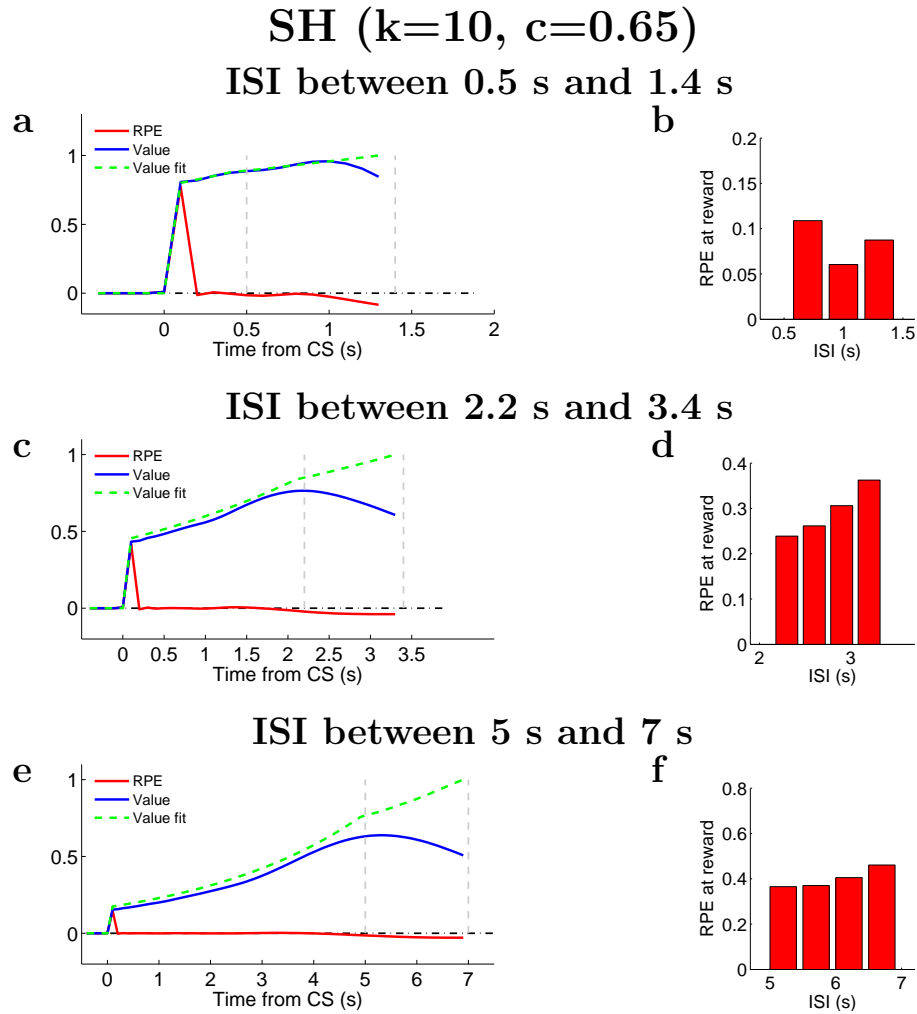 SH (k=10, c=0.65)
ISI between 0.5 s and 1.4 s
a
RPE
Value
Value fit
1
0.5
0
0 0.5 1 1.5 2
Time from CS (s)
b
0.2
0.15
0.1
0.05
0
RPE at reward
0.5 1 1.5
ISI (s)
ISI between 2.2 s and 3.4 s
c
RPE
Value
Value fit
1
0.5
0
0 0.5 1 1.5 2 2.5 3 3.5
Time from CS (s)
d
0.4
0.3
0.2
0.1
0
RPE at reward
2 3
ISI (s)
ISI between 5 s and 7 s
e
RPE
Value
Value fit
1
0.5
0
0 1 2 3 4 5 6 7
Time from CS (s)
f
0.8
0.6
0.4
0.2
0
RPE at reward
5 6 7
ISI (s)